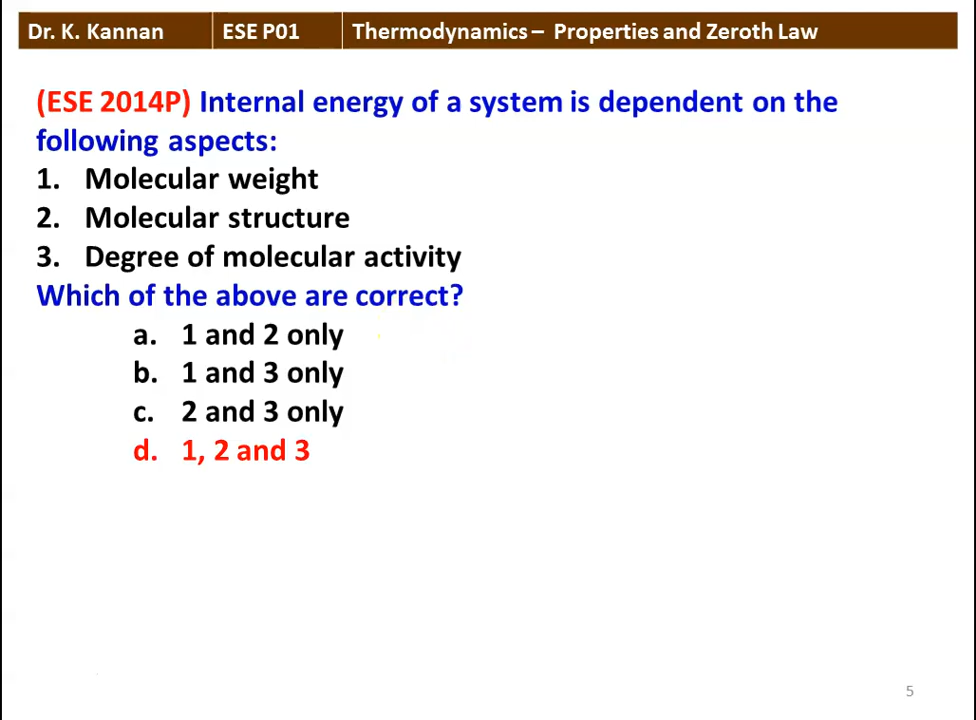 Dr. K. Kannan ESE P01 Thermodynamics – Properties and Zeroth Law
(ESE 2014P) Internal energy of a system is dependent on the
following aspects:
1. Molecular weight
2. Molecular structure
3. Degree of molecular activity
Which of the above are correct?
a. 1 and 2 only
b. 1 and 3 only
c. 2 and 3 only
d. 1, 2 and 3
5